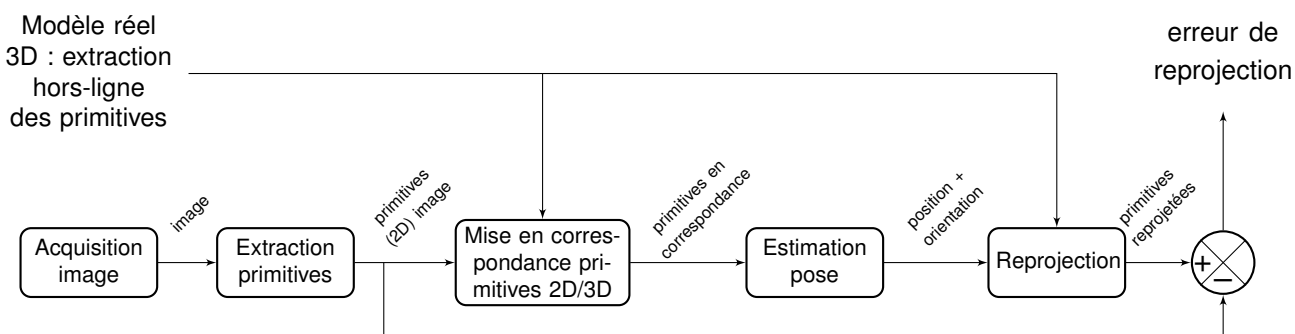 Modèle réel
3D : extraction
hors-ligne
des primitives
erreur de
reprojection
image
primitives
(2D) image
primitives en
correspondance
position +
orientation
primitives
reprojetées
Acquisition
image
Extraction
primitives
Mise en corres-
pondance pri-
mitives 2D/3D
Estimation
pose
Reprojection
+
−